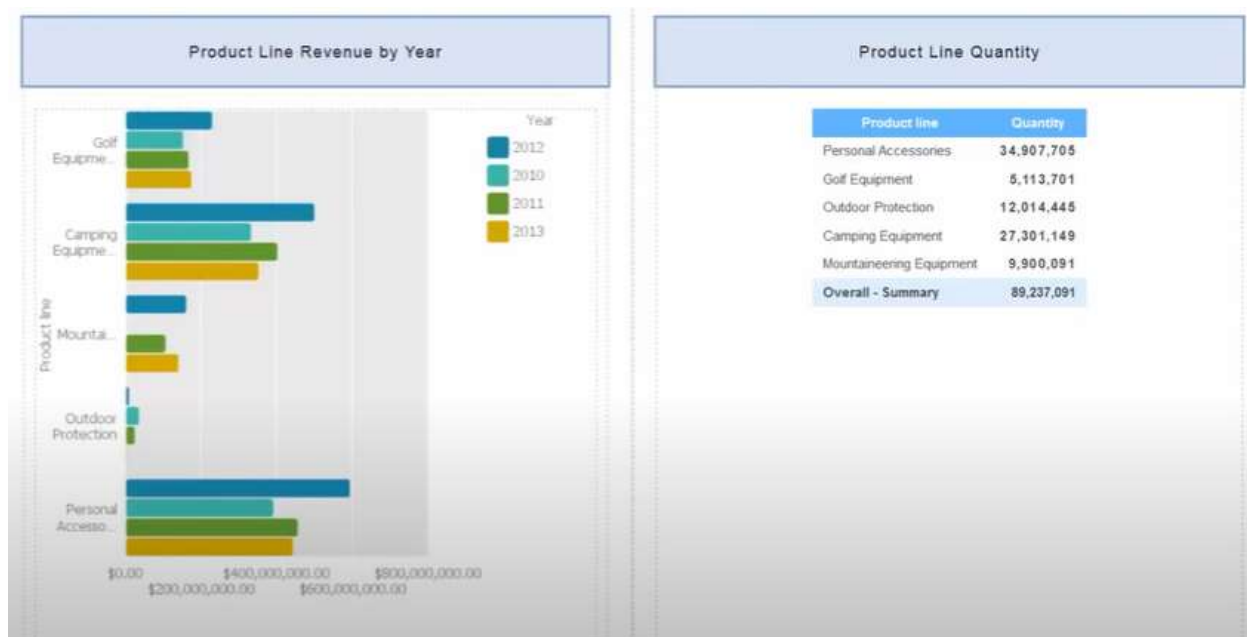 Product Line Revenue by Year
Year
2012
2010
2011
2013
Product line
Golf
Equipme...
Camping
Equipme...
Mountai...
Outdoor
Protection
Personal
Accesso...
$0.00 $400,000,000.00 $800,000,000.00
$200,000,000.00 $600,000,000.00
Product Line Quantity
Product line Quantity
Personal Accessories 34,907,705
Golf Equipment 5,113,701
Outdoor Protection 12,014,445
Camping Equipment 27,301,149
Mountaineering Equipment 9,900,091
Overall - Summary 89,237,091